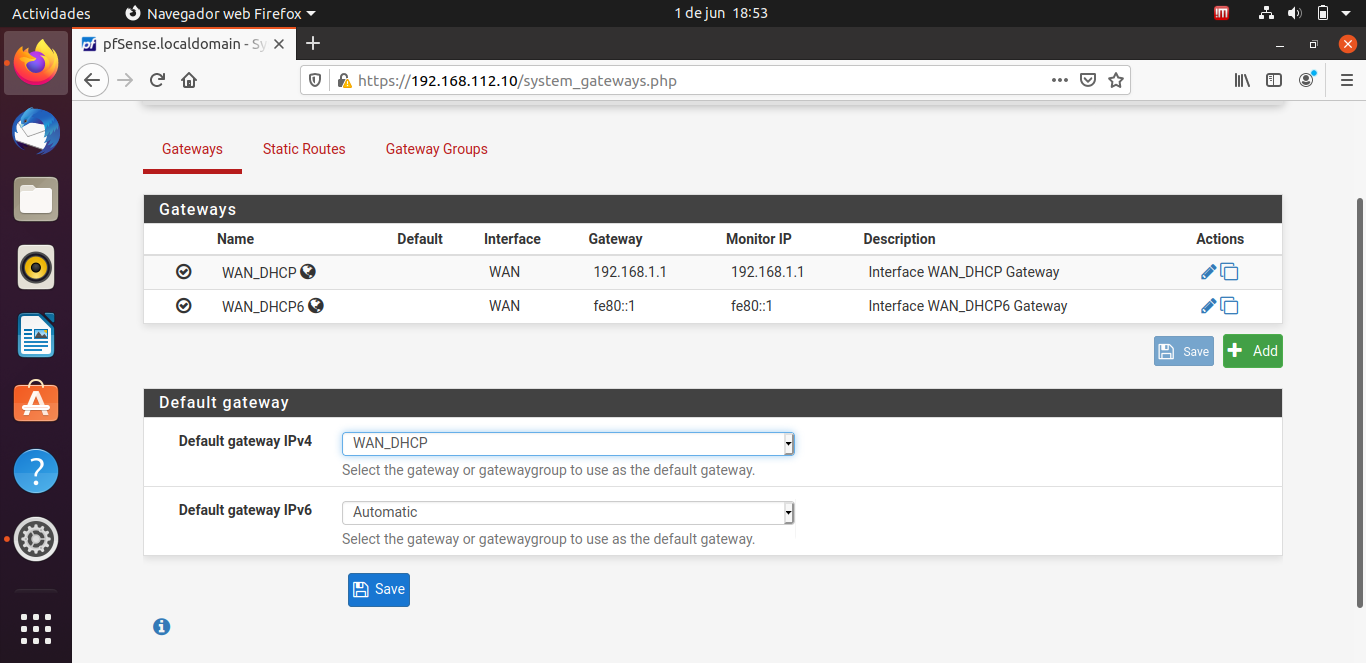 Actividades Navegador web Firefox 1 de jun 18:53
pfSense.localdomain - Sy
https://192.168.112.10/system_gateways.php
Gateways Static Routes Gateway Groups
Gateways
Name Default Interface Gateway Monitor IP Description Actions
WAN_DHCP WAN 192.168.1.1 192.168.1.1 Interface WAN_DHCP Gateway
WAN_DHCP6 WAN fe80::1 fe80::1 Interface WAN_DHCP6 Gateway
Save Add
Default gateway
Default gateway IPv4 WAN_DHCP
Select the gateway or gatewaygroup to use as the default gateway.
Default gateway IPv6 Automatic
Select the gateway or gatewaygroup to use as the default gateway.
Save